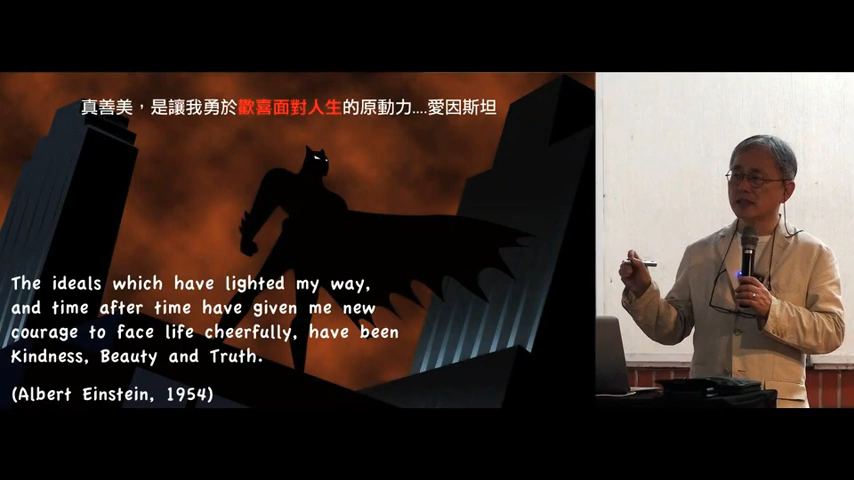 真善美，是讓我勇於歡喜面對人生的原動力....愛因斯坦
The ideals which have lighted my way,
and time after time have given me new
courage to face life cheerfully, have been
Kindness, Beauty and Truth.
(Albert Einstein, 1954)